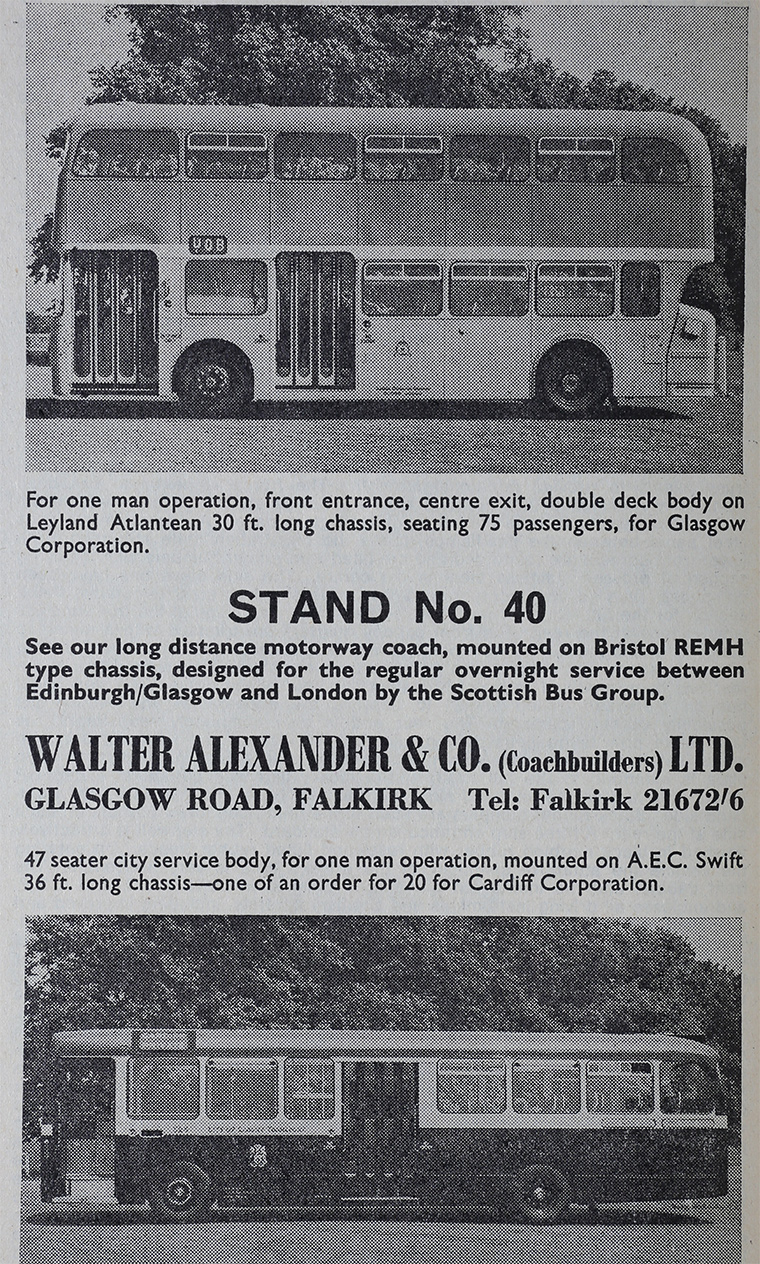 UOB
For one man operation, front entrance, centre exit, double deck body on
Leyland Atlantean 30 ft. long chassis, seating 75 passengers, for Glasgow
Corporation.
STAND No. 40
See our long distance motorway coach, mounted on Bristol REMH
type chassis, designed for the regular overnight service between
Edinburgh/Glasgow and London by the Scottish Bus Group.
WALTER ALEXANDER & CO. (Coachbuilders) LTD.
GLASGOW ROAD, FALKIRK Tel: Falkirk 21672/6
47 seater city service body, for one man operation, mounted on A.E.C. Swift
36 ft. long chassis—one of an order for 20 for Cardiff Corporation.